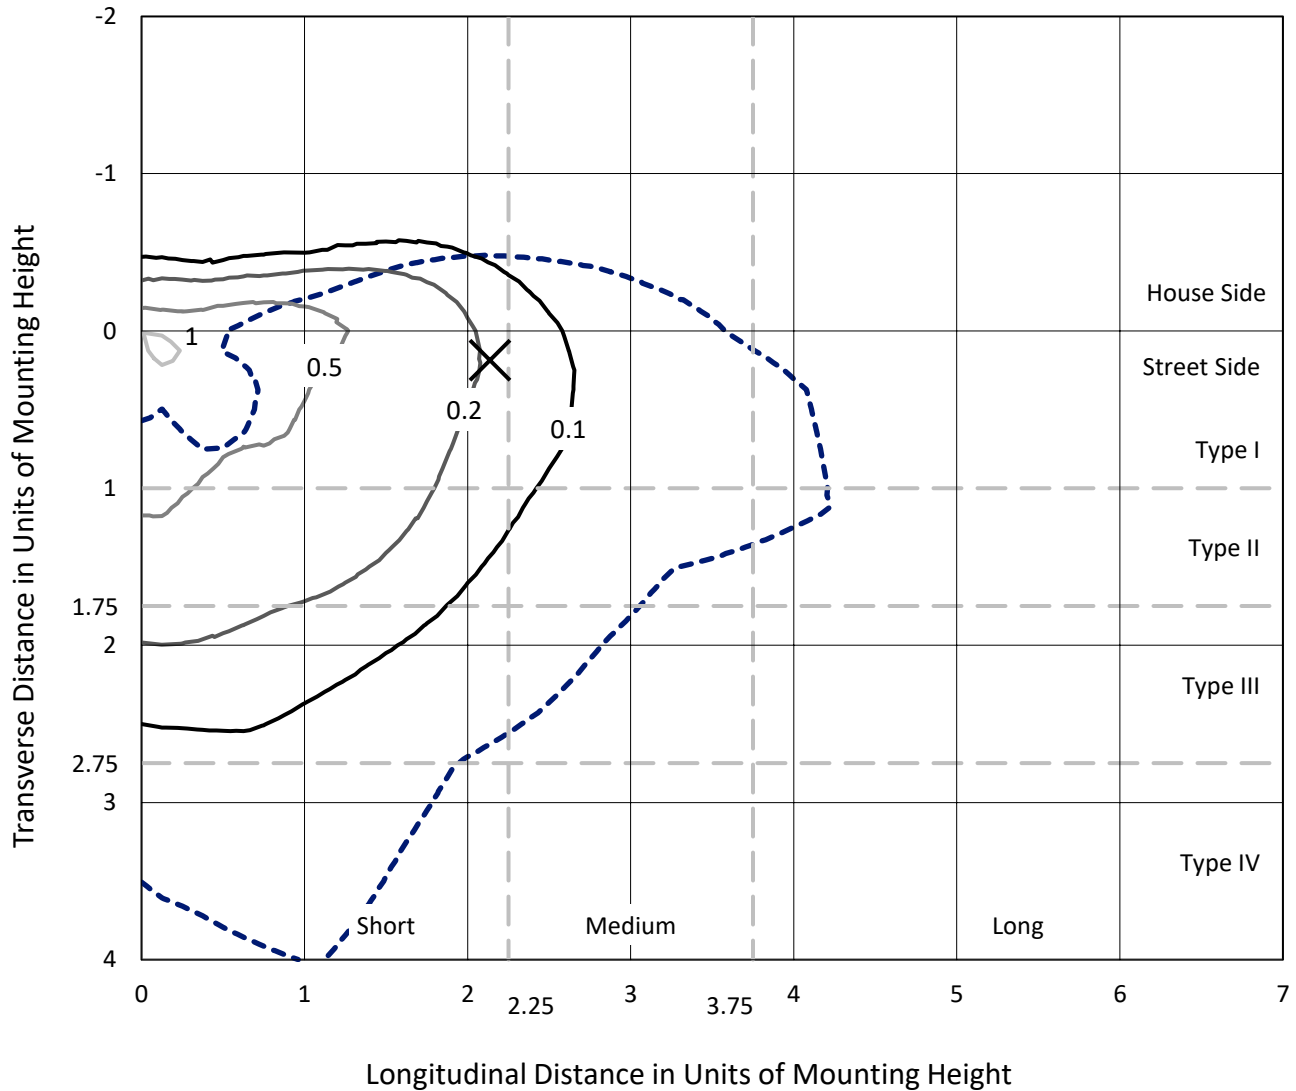 -2
-1
House Side
0
1
0.5
Street Side
0.2
0.1
Type I
1
Type II
1.75
2
Type III
2.75
3
Type IV
Short
Medium
Long
4
0
1
2
2.25
3
3.75
4
5
6
7
Transverse Distance in Units of Mounting Height
Longitudinal Distance in Units of Mounting Height